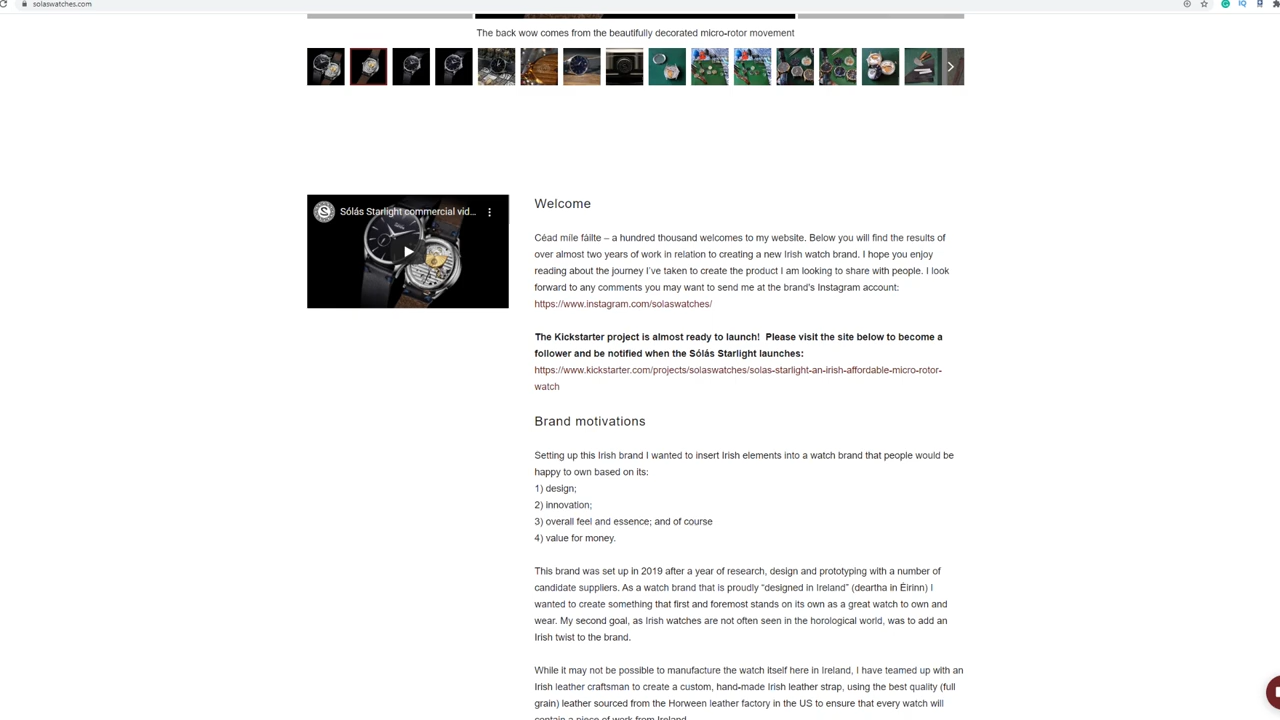 solaswatches.com
The back wow comes from the beautifully decorated micro-rotor movement
Sólás Starlight commercial vid...
Welcome
Céad míle fáilte – a hundred thousand welcomes to my website. Below you will find the results of
over almost two years of work in relation to creating a new Irish watch brand. I hope you enjoy
reading about the journey I've taken to create the product I am looking to share with people. I look
forward to any comments you may want to send me at the brand's Instagram account:
https://www.instagram.com/solaswatches/
The Kickstarter project is almost ready to launch!  Please visit the site below to become a
follower and be notified when the Sólás Starlight launches:
https://www.kickstarter.com/projects/solaswatches/solas-starlight-an-irish-affordable-micro-rotor-
watch
Brand motivations
Setting up this Irish brand I wanted to insert Irish elements into a watch brand that people would be
happy to own based on its:
1) design;
2) innovation;
3) overall feel and essence; and of course
4) value for money.
This brand was set up in 2019 after a year of research, design and prototyping with a number of
candidate suppliers. As a watch brand that is proudly “designed in Ireland” (deartha in Éirinn) I
wanted to create something that first and foremost stands on its own as a great watch to own and
wear. My second goal, as Irish watches are not often seen in the horological world, was to add an
Irish twist to the brand.
While it may not be possible to manufacture the watch itself here in Ireland, I have teamed up with an
Irish leather craftsman to create a custom, hand-made Irish leather strap, using the best quality (full
grain) leather sourced from the Horween leather factory in the US to ensure that every watch will
contain a piece of work from Ireland.